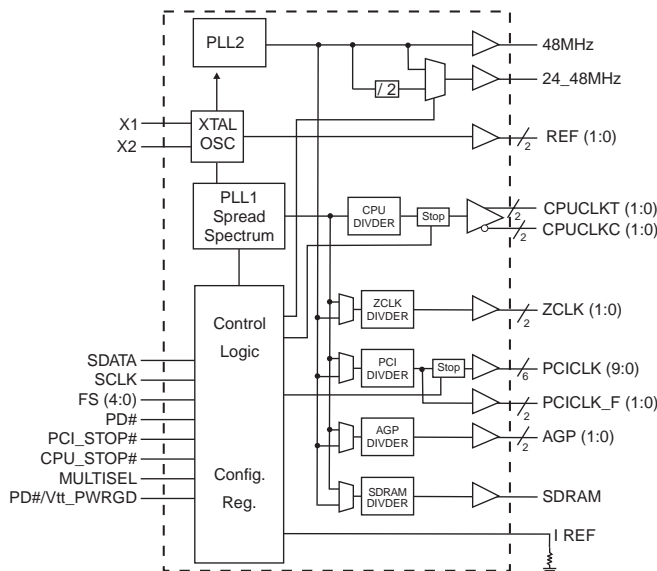 PLL2
48MHz
/ 2
24_48MHz
X1
X2
XTAL
OSC
2
REF (1:0)
PLL1
Spread
Spectrum
CPU
DIVDER
Stop
2
2
CPUCLKT (1:0)
CPUCLKC (1:0)
Control
Logic
ZCLK
DIVDER
2
ZCLK (1:0)
PCI
DIVDER
Stop
6
PCICLK (9:0)
2
PCICLK_F (1:0)
AGP
DIVDER
2
AGP (1:0)
SDATA
SCLK
FS (4:0)
PD#
PCI_STOP#
CPU_STOP#
MULTISEL
PD#/Vtt_PWRGD
Config.
Reg.
SDRAM
DIVDER
SDRAM
I REF